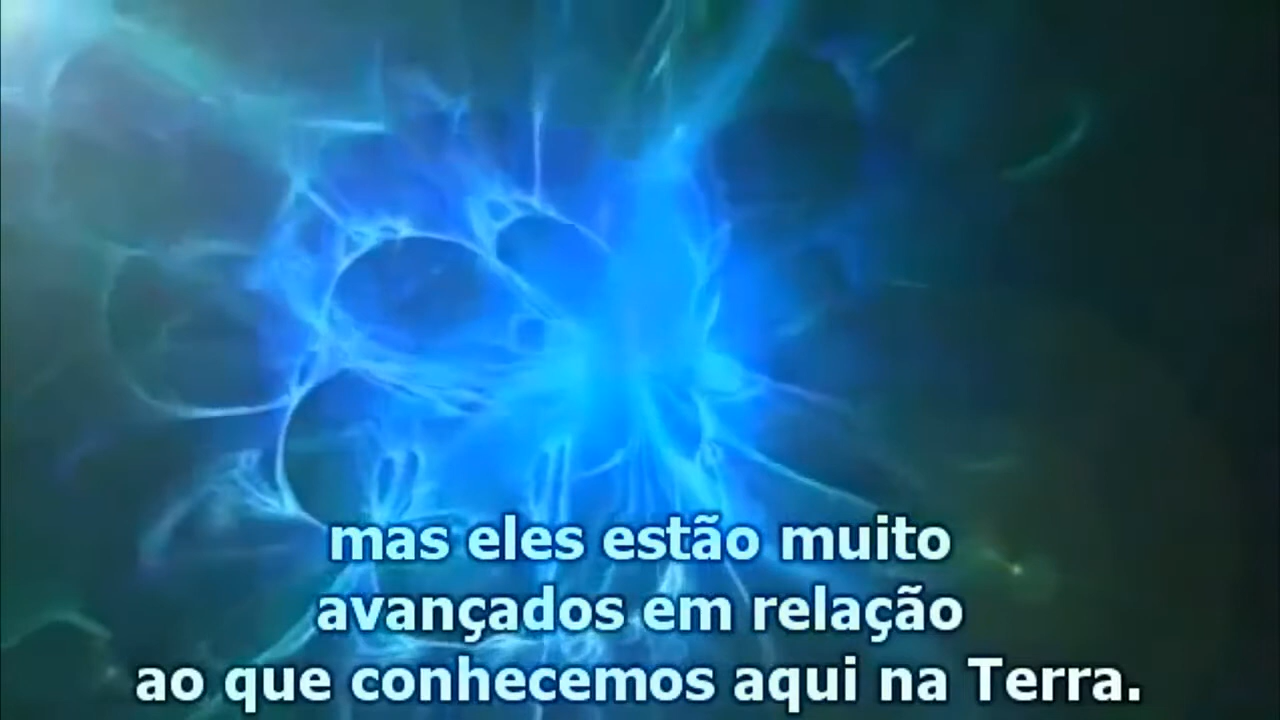 mas eles estão muito
avançados em relação
ao que conhecemos aqui na Terra.